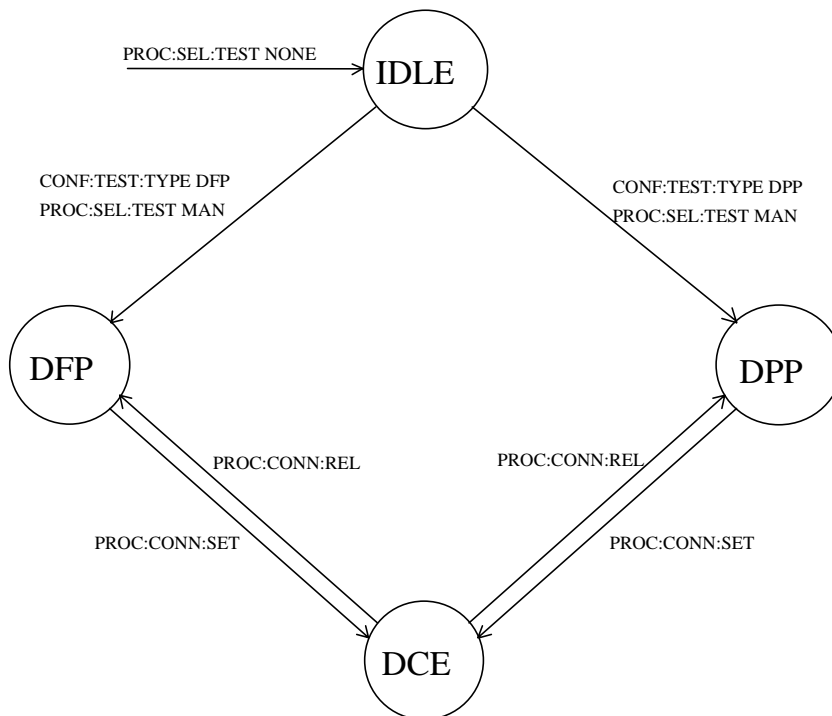 PROC:SEL:TEST NONE
IDLE
CONF:TEST:TYPE DFP
PROC:SEL:TEST MAN
CONF:TEST:TYPE DPP
PROC:SEL:TEST MAN
DFP
DPP
PROC:CONN:REL
PROC:CONN:REL
PROC:CONN:SET
PROC:CONN:SET
DCE